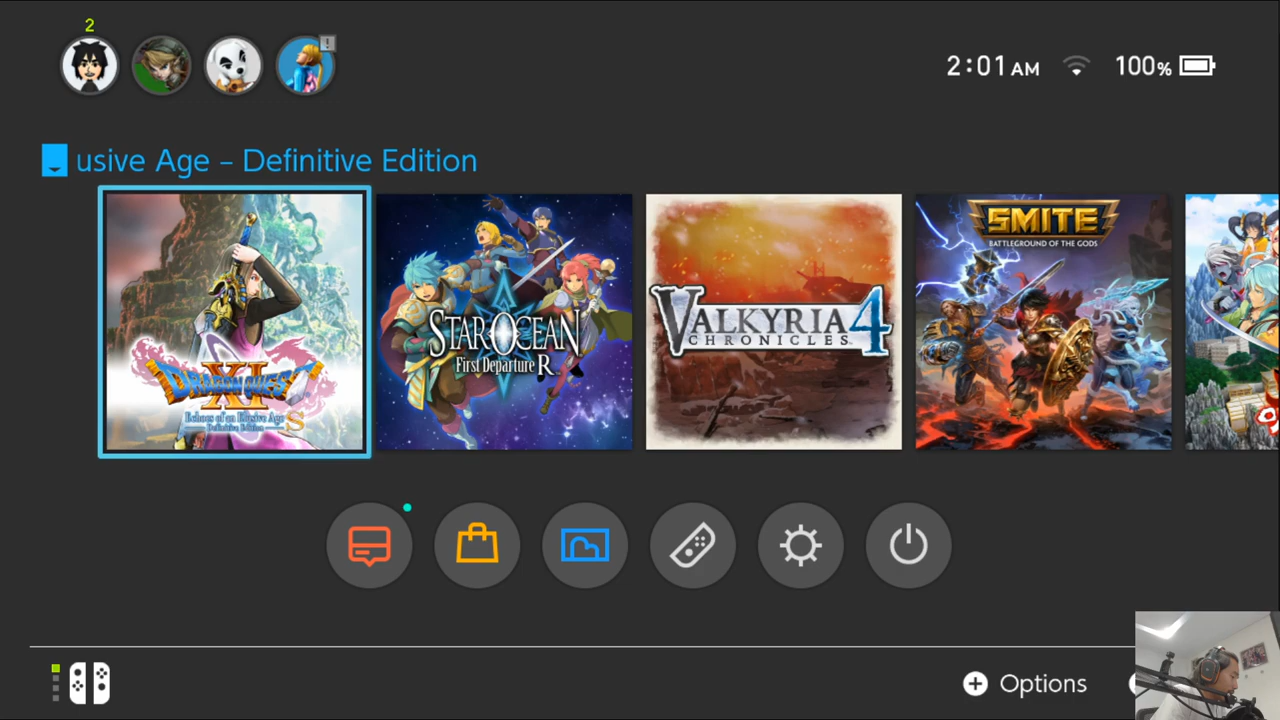 2
2:01 AM
100%
usive Age – Definitive Edition
DRAGON QUEST
XI
Echoes of an Elusive Age S
Definitive Edition
STAR OCEAN
First Departure R
VALKYRIA 4
CHRONICLES
SMITE
BATTLEGROUND OF THE GODS
Options